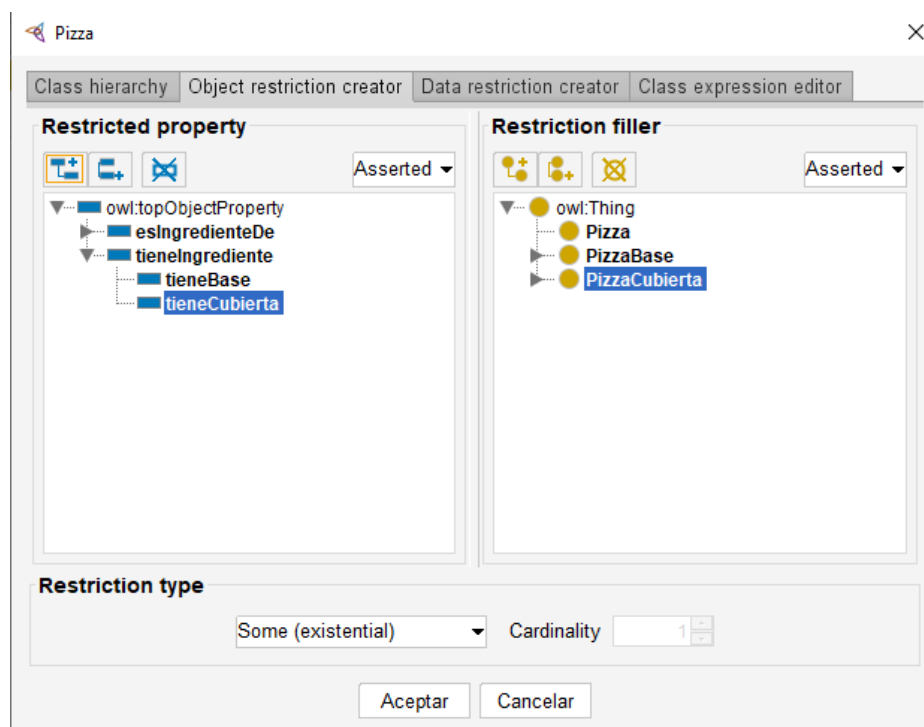 Pizza
Class hierarchy Object restriction creator Data restriction creator Class expression editor
Restricted property
Asserted
owl:topObjectProperty
esIngredienteDe
tieneIngrediente
tieneBase
tieneCubierta
Restriction filler
Asserted
owl:Thing
Pizza
PizzaBase
PizzaCubierta
Restriction type
Some (existential) Cardinality 1
Aceptar Cancelar